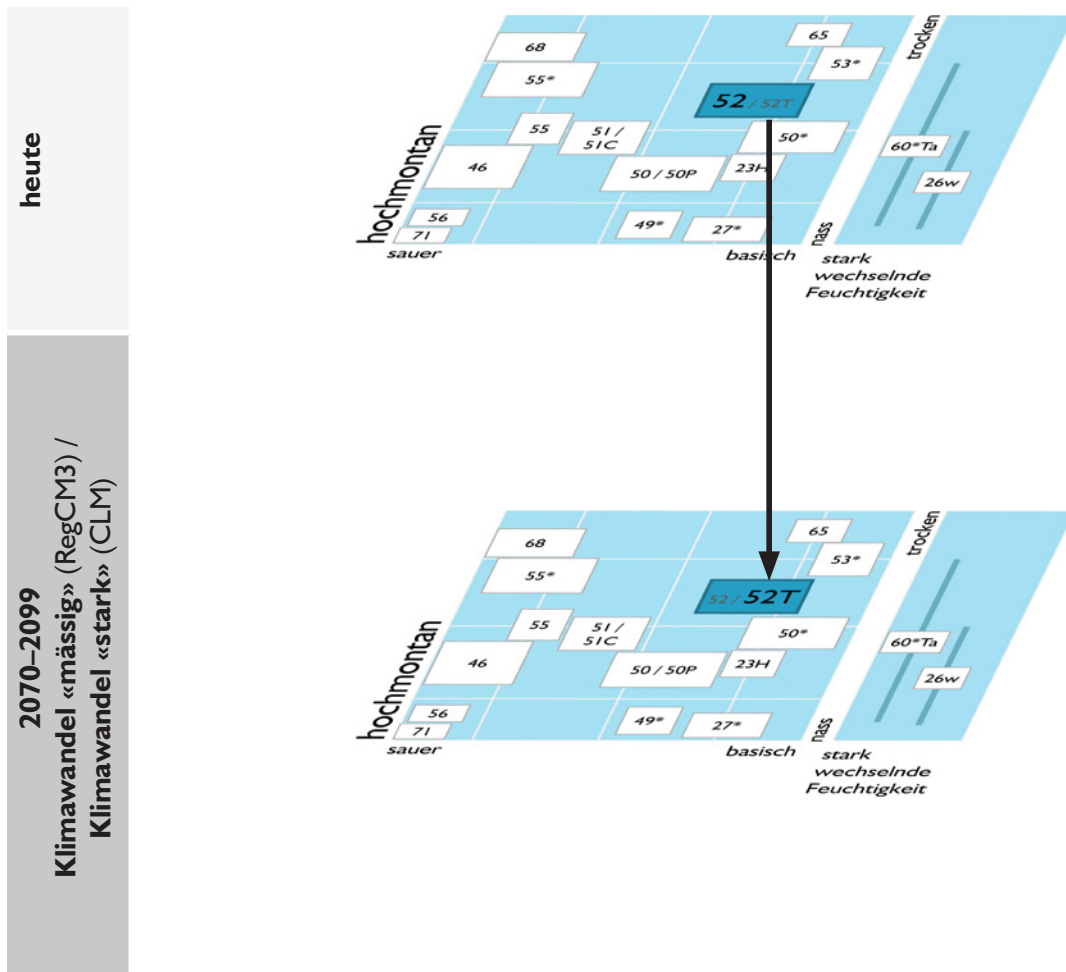 heute
hochmontan
68
65
trocken
55*
53*
52 / 52T
55
51 /
51C
50*
60*Ta
46
50 / 50P
23H
26w
56
49*
27*
nass
71
sauer
basisch
stark
wechselnde
Feuchtigkeit
2070–2099
Klimawandel «mässig» (RegCM3) /
Klimawandel «stark» (CLM)
hochmontan
68
65
trocken
55*
53*
52 / 52T
55
51 /
51C
50*
60*Ta
46
50 / 50P
23H
26w
56
49*
27*
nass
71
sauer
basisch
stark
wechselnde
Feuchtigkeit